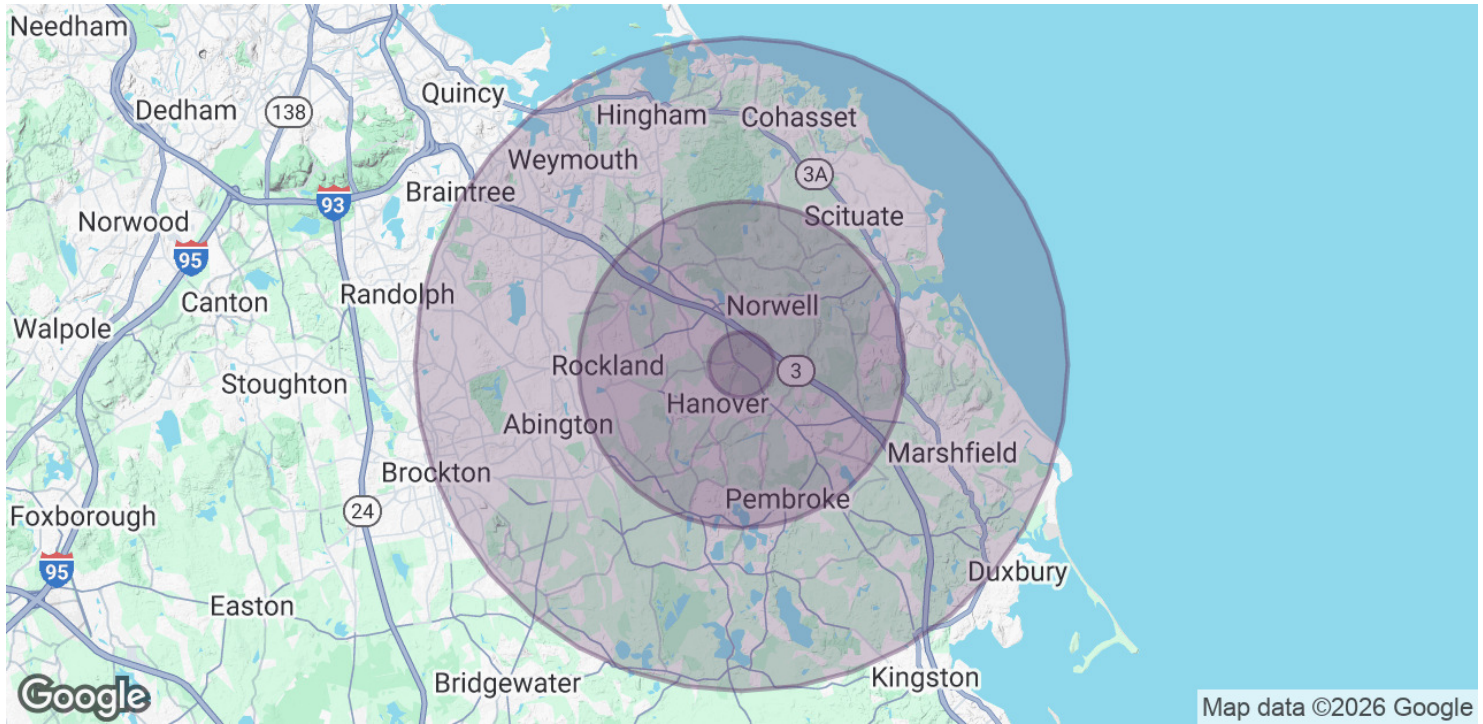 Needham
Quincy
Dedham
138
Hingham
Cohasset
Weymouth
3A
Braintree
93
Norwood
Scituate
95
Canton
Randolph
Norwell
Walpole
Rockland
3
Stoughton
Hanover
Abington
Marshfield
Brockton
Pembroke
24
Foxborough
95
Duxbury
Easton
Kingston
Bridgewater
Google
Map data ©2026 Google